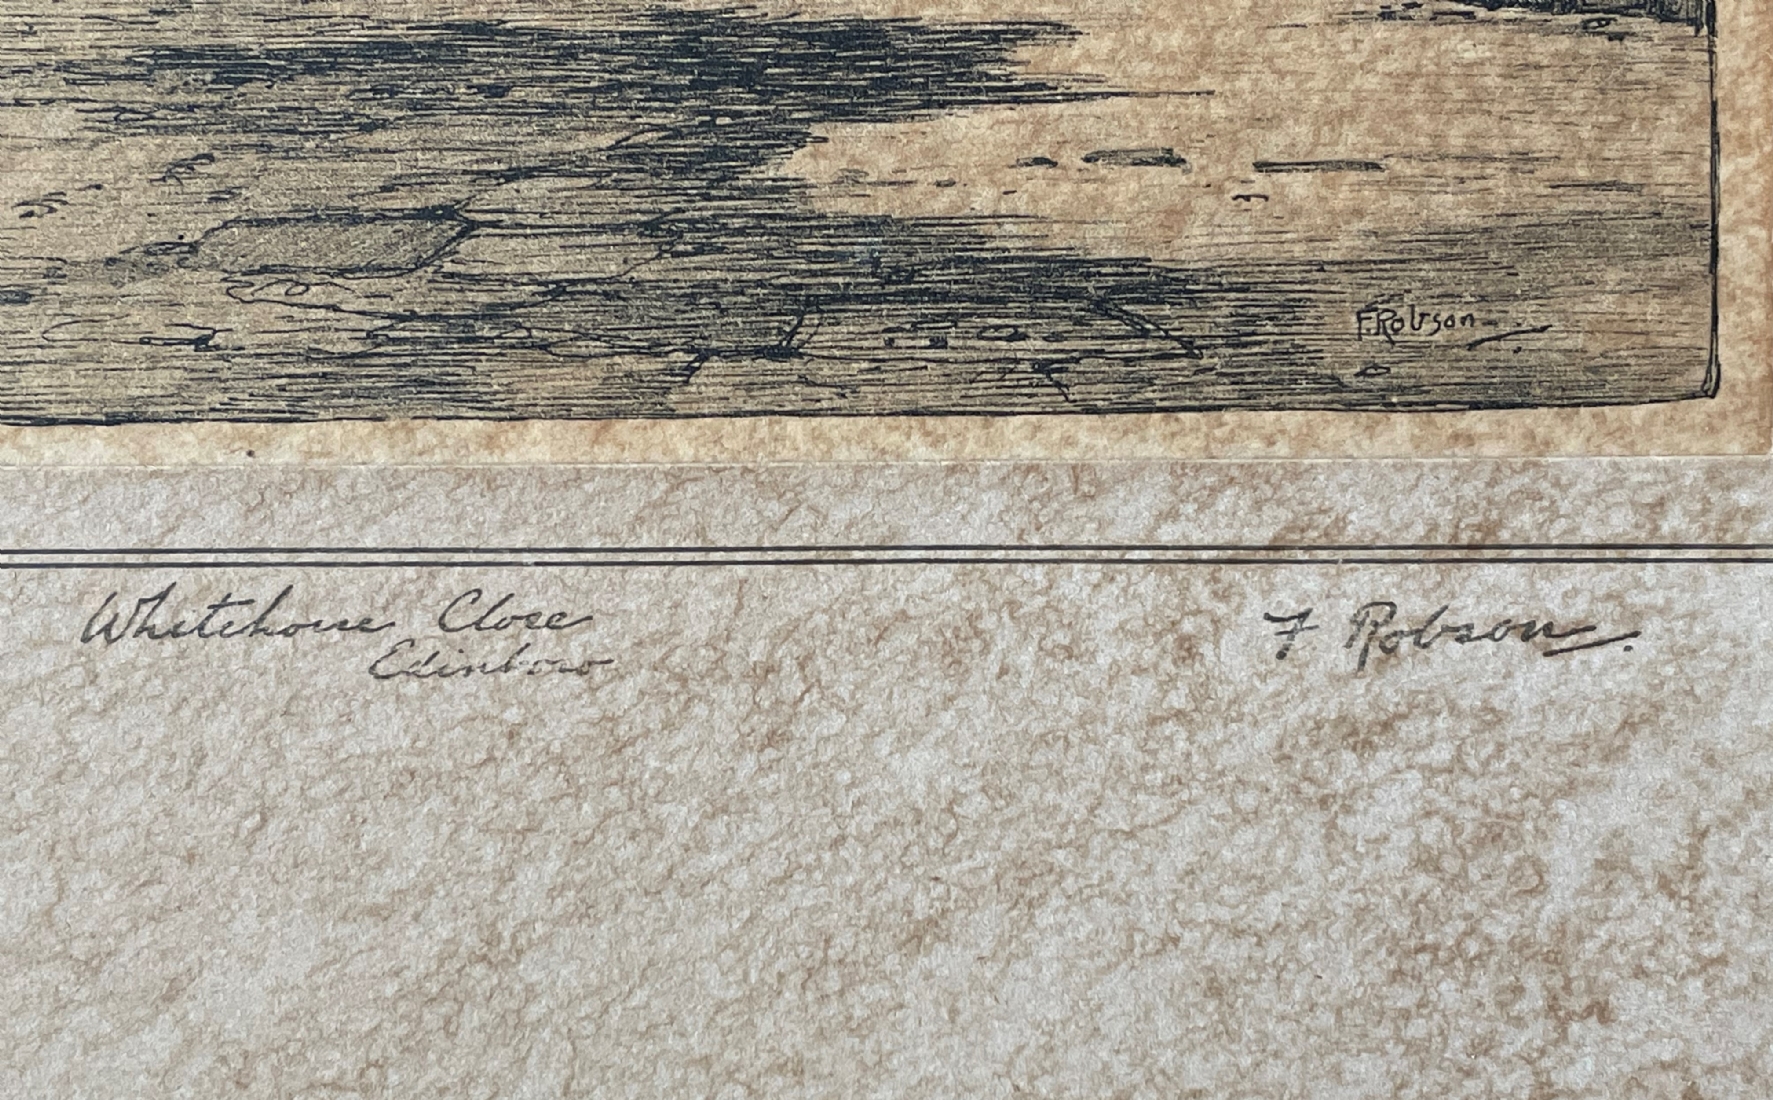 F. Robson
Whitehouse Close
Edinboro
F Robson.